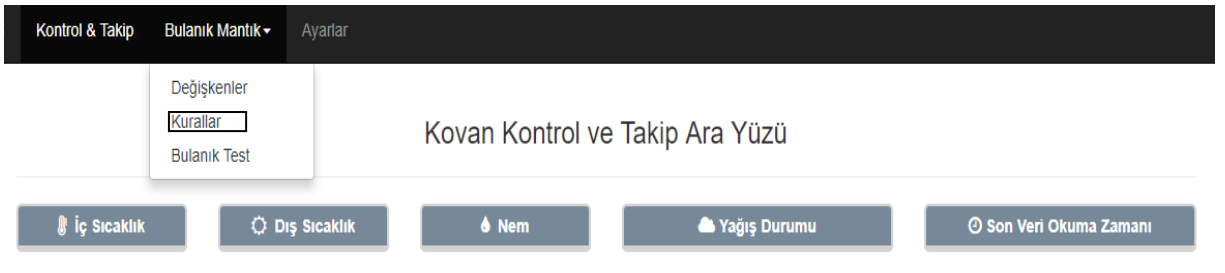 Kontrol & Takip Bulanık Mantık Ayarlar
Değişkenler
Kurallar
Bulanık Test
Kovan Kontrol ve Takip Ara Yüzü
İç Sıcaklık Dış Sıcaklık Nem Yağış Durumu Son Veri Okuma Zamanı